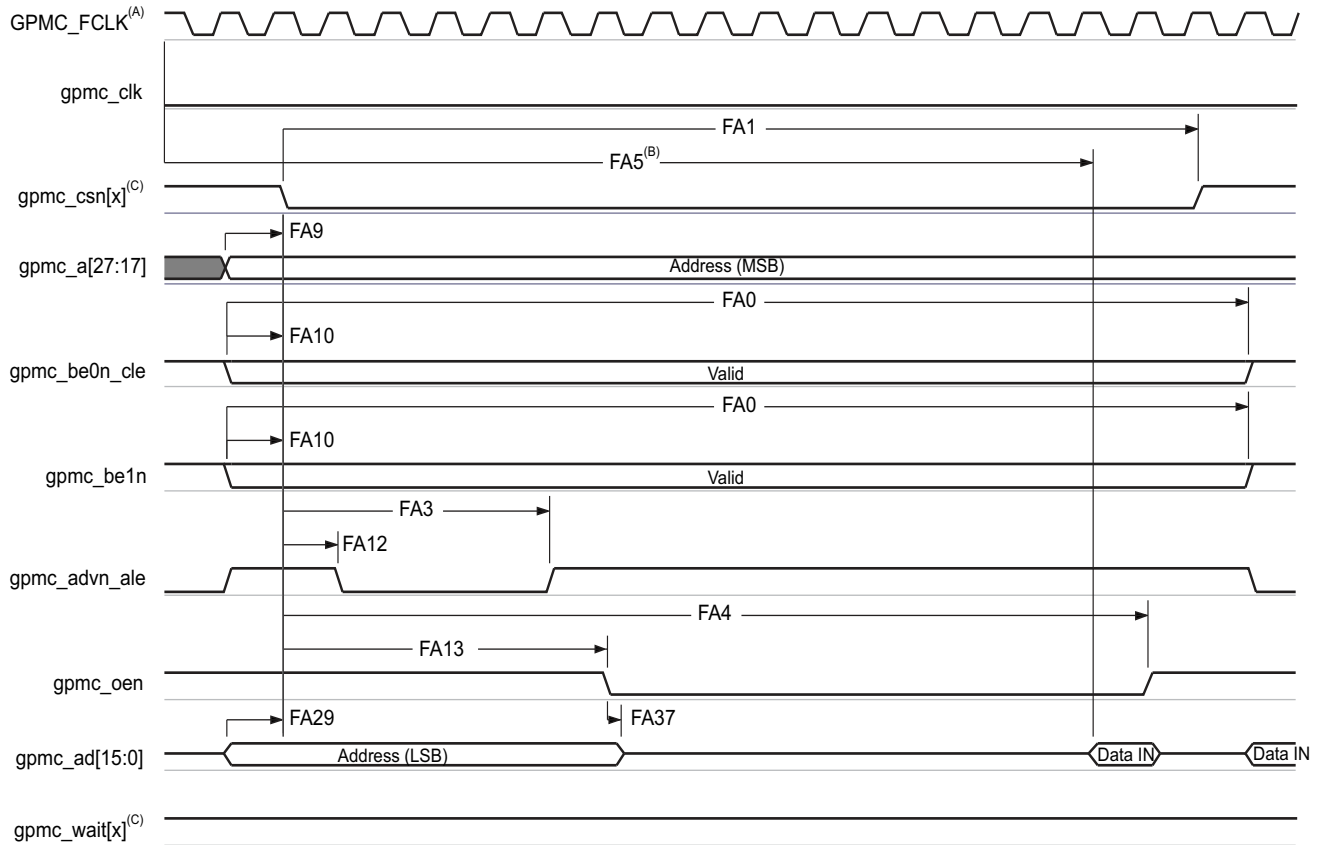 GPMC_FCLK(A)
gpmc_clk
FA1
FA5(B)
gpmc_csn[x](C)
FA9
gpmc_a[27:17]
Address (MSB)
FA0
FA10
gpmc_be0n_cle
Valid
FA0
FA10
gpmc_be1n
Valid
FA3
FA12
gpmc_advn_ale
FA4
FA13
gpmc_oen
FA29
FA37
gpmc_ad[15:0]
Address (LSB)
Data IN
Data IN
gpmc_wait[x](C)